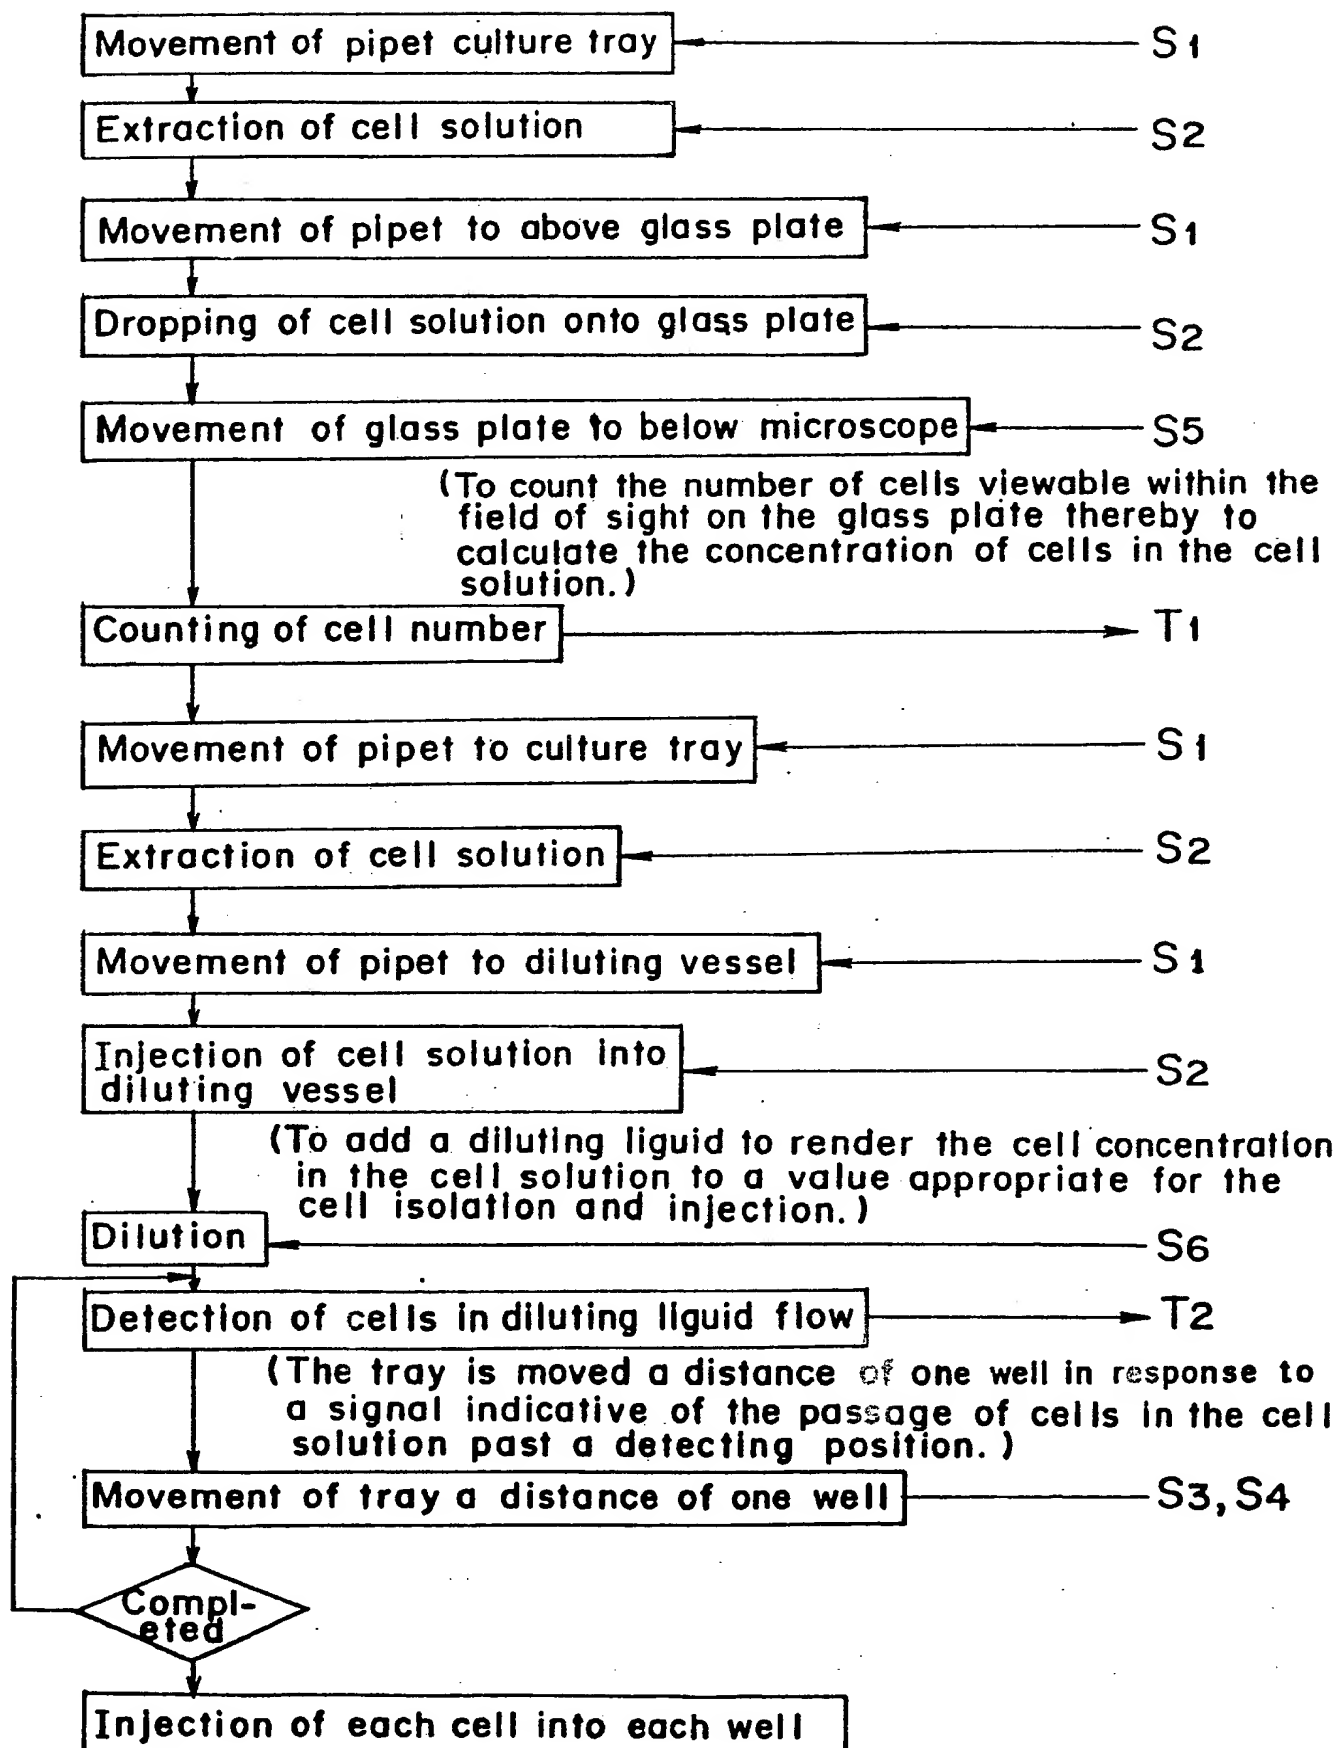 Movement of pipet culture tray
S1
Extraction of cell solution
S2
Movement of pipet to above glass plate
S1
Dropping of cell solution onto glass plate
S2
Movement of glass plate to below microscope
S5
(To count the number of cells viewable within the
field of sight on the glass plate thereby to
calculate the concentration of cells in the cell
solution.)
Counting of cell number
T1
Movement of pipet to culture tray
S1
Extraction of cell solution
S2
Movement of pipet to diluting vessel
S1
Injection of cell solution into
diluting vessel
S2
(To add a diluting liguid to render the cell concentration
in the cell solution to a value appropriate for the
cell isolation and injection.)
Dilution
S6
Detection of cells in diluting liguid flow
T2
(The tray is moved a distance of one well in response to
a signal indicative of the passage of cells in the cell
solution past a detecting position.)
Movement of tray a distance of one well
S3, S4
Compl-
eted
Injection of each cell into each well